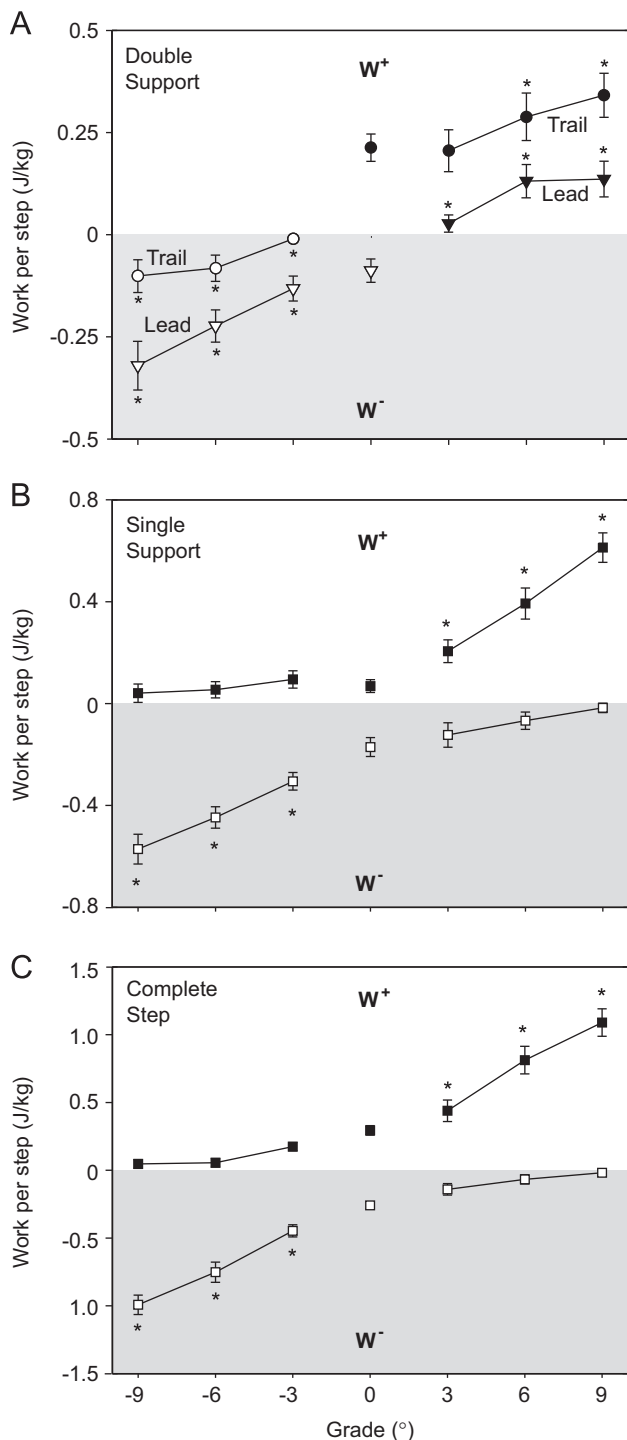 A
Double
Support
W+
0.5
0.25
0
-0.25
-0.5
Work per step (J/kg)
* *
Trail
* * *
Lead
Trail
* * *
Lead
* * *
W-
B
Single
Support
W+
0.8
0.4
0
-0.4
-0.8
Work per step (J/kg)
* * *
* * *
W-
C
Complete
Step
W+
1.5
1.0
0.5
0
-0.5
1.0
-1.5
Work per step (J/kg)
* * *
* * *
W-
-9 -6 -3 0 3 6 9
Grade (°)